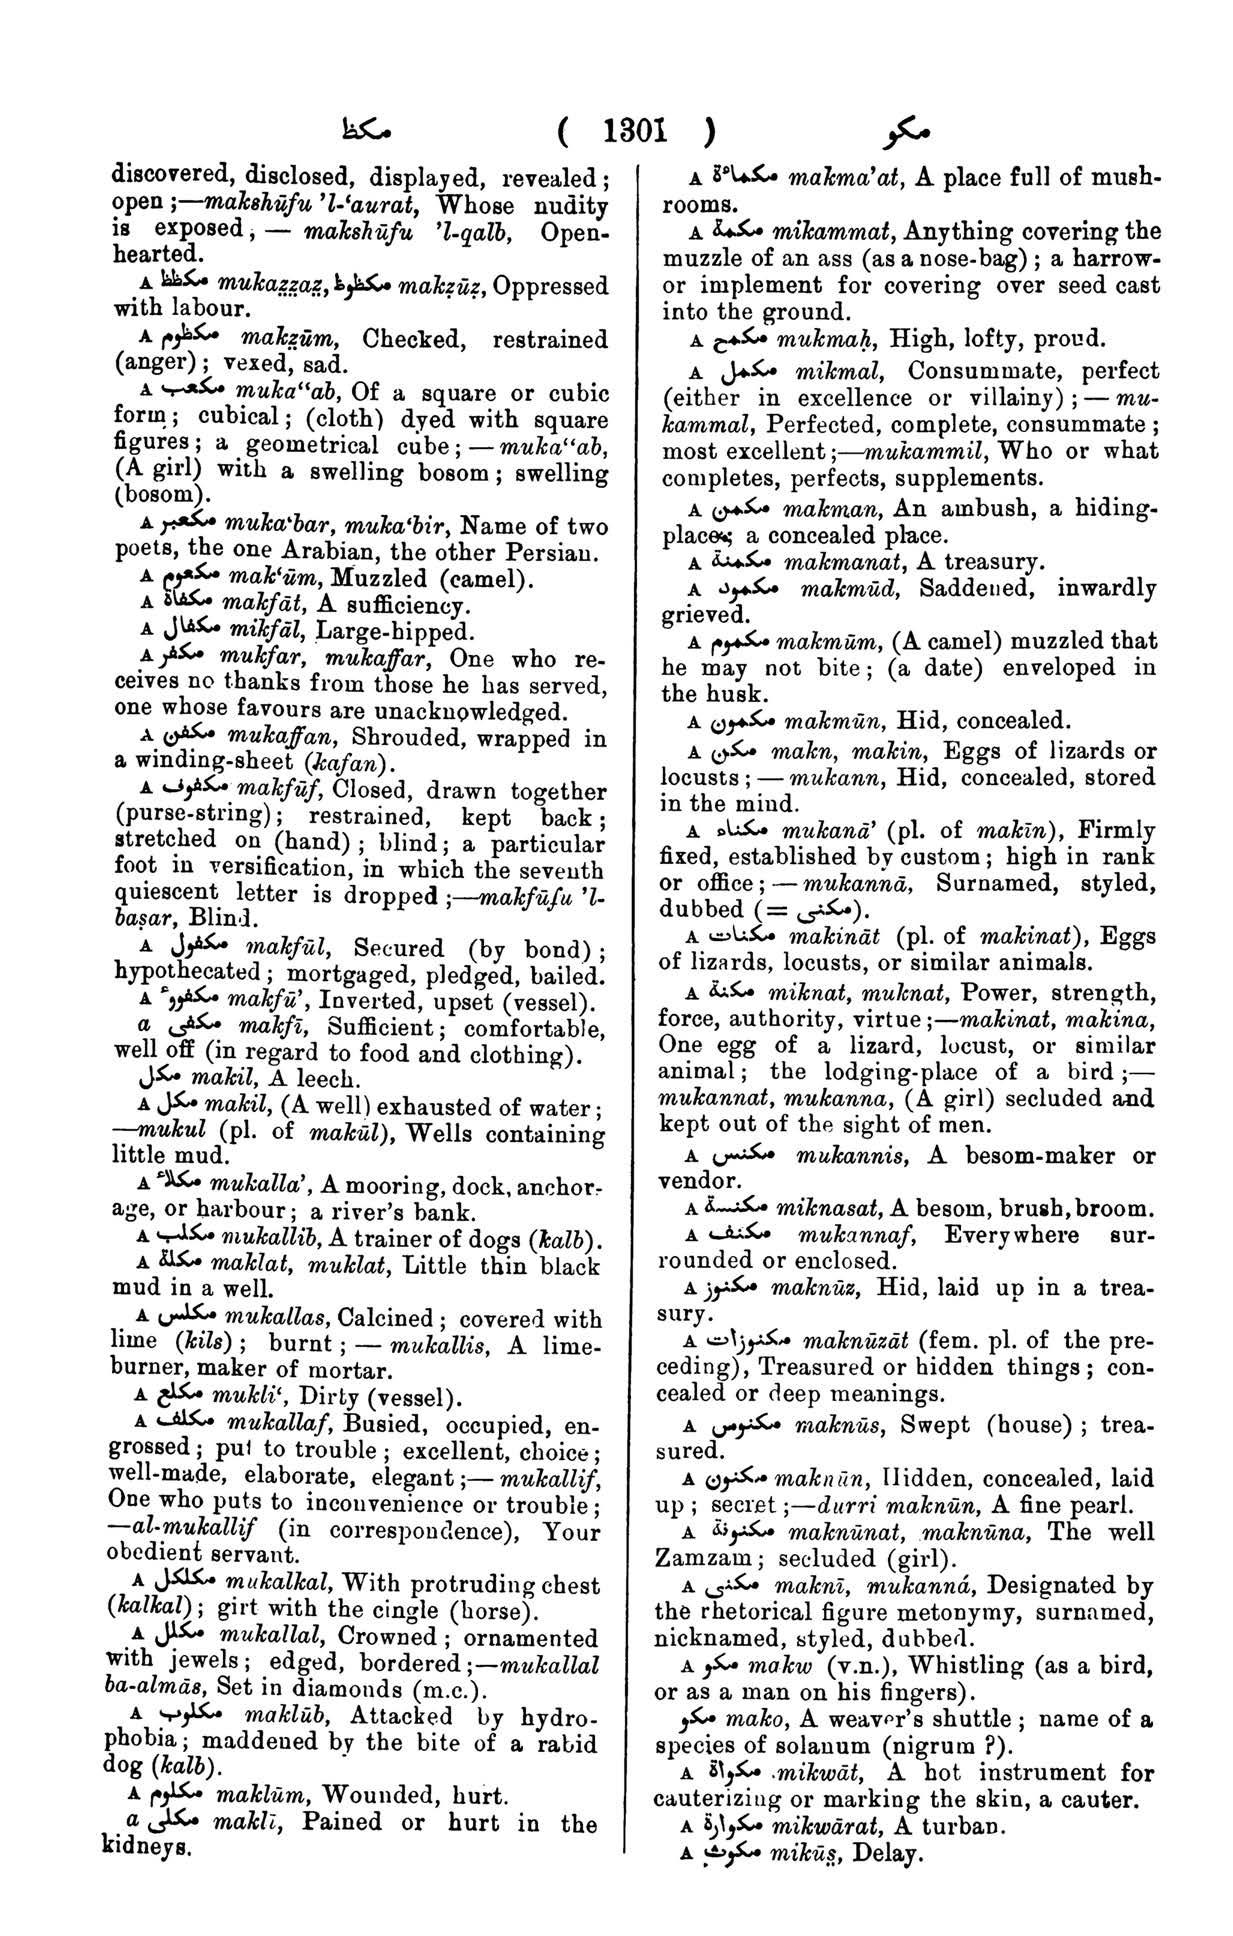 مكظ ( 1301 ) مكو
discovered, disclosed, displayed, revealed ;
open ;—makshūfu 'l-‘aurat, Whose nudity
is exposed ; — makshūfu 'l-qalb, Open-
hearted.
A مكظظ mukaz̤z̤az̤, مكظوظ makz̤ūz̤, Oppressed
with labour.
A مكظوم makz̤ūm, Checked, restrained
(anger) ; vexed, sad.
A مكعب muka‘‘ab, Of a square or cubic
form ; cubical ; (cloth) dyed with square
figures ; a geometrical cube ; — muka‘‘ab,
(A girl) with a swelling bosom ; swelling
(bosom).
A مكعبر muka‘bar, muka‘bir, Name of two
poets, the one Arabian, the other Persian.
A مكعوم mak‘ūm, Muzzled (camel).
A مكفاة makfāt, A sufficiency.
A مكفال mikfāl, Large-hipped.
A مكفر mukfar, mukaffar, One who re-
ceives no thanks from those he has served,
one whose favours are unacknowledged.
A مكفن mukaffan, Shrouded, wrapped in
a winding-sheet (kafan).
A مكفوف makfūf, Closed, drawn together
(purse-string) ; restrained, kept back ;
stretched on (hand) ; blind ; a particular
foot in versification, in which the seventh
quiescent letter is dropped ;—makfūfu 'l-
baṣar, Blind.
A مكفول makfūl, Secured (by bond) ;
hypothecated ; mortgaged, pledged, bailed.
A مكفوء makfū’, Inverted, upset (vessel).
a مكفى makfī, Sufficient ; comfortable,
well off (in regard to food and clothing).
مكل makil, A leech.
A مكل makil, (A well) exhausted of water ;
—mukul (pl. of makūl), Wells containing
little mud.
A مكلاء mukalla’, A mooring, dock, anchor-
age, or harbour ; a river's bank.
A مكلب mukallib, A trainer of dogs (kalb).
A مكلة maklat, muklat, Little thin black
mud in a well.
A مكلس mukallas, Calcined ; covered with
lime (kils) ; burnt ; — mukallis, A lime-
burner, maker of mortar.
A مكلع mukli‘, Dirty (vessel).
A مكلف mukallaf, Busied, occupied, en-
grossed ; put to trouble ; excellent, choice ;
well-made, elaborate, elegant ;— mukallif,
One who puts to inconvenience or trouble ;
—al-mukallif (in correspondence), Your
obedient servant.
A مكلكل mukalkal, With protruding chest
(kalkal) ; girt with the cingle (horse).
A مكلل mukallal, Crowned ; ornamented
with jewels ; edged, bordered ;—mukallal
ba-almās, Set in diamonds (m.c.).
A مكلوب maklūb, Attacked by hydro-
phobia ; maddened by the bite of a rabid
dog (kalb).
A مكلوم maklūm, Wounded, hurt.
a مكلى maklī, Pained or hurt in the
kidneys.
A مكمأة makma’at, A place full of mush-
rooms.
A مكمة mikammat, Anything covering the
muzzle of an ass (as a nose-bag) ; a harrow-
or implement for covering over seed cast
into the ground.
A مكمح mukmaḥ, High, lofty, proud.
A مكمل mikmal, Consummate, perfect
(either in excellence or villainy) ; — mu-
kammal, Perfected, complete, consummate ;
most excellent ;—mukammil, Who or what
completes, perfects, supplements.
A مكمن makman, An ambush, a hiding-
place ; a concealed place.
A مكمنة makmanat, A treasury.
A مكمود makmūd, Saddened, inwardly
grieved.
A مكموم makmūm, (A camel) muzzled that
he may not bite ; (a date) enveloped in
the husk.
A مكمون makmūn, Hid, concealed.
A مكن makn, makin, Eggs of lizards or
locusts ; — mukann, Hid, concealed, stored
in the mind.
A مكناء mukanā’ (pl. of makīn), Firmly
fixed, established by custom ; high in rank
or office ; — mukannā, Surnamed, styled,
dubbed (= مكنى).
A مكنات makināt (pl. of makinat), Eggs
of lizards, locusts, or similar animals.
A مكنة miknat, muknat, Power, strength,
force, authority, virtue ;—makinat, makina,
One egg of a lizard, locust, or similar
animal ; the lodging-place of a bird ;—
mukannat, mukanna, (A girl) secluded and
kept out of the sight of men.
A مكنس mukannis, A besom-maker or
vendor.
A مكنسة miknasat, A besom, brush, broom.
A مكنف mukannaf, Everywhere sur-
rounded or enclosed.
A مكنوز maknūz, Hid, laid up in a trea-
sury.
A مكنوزات maknūzāt (fem. pl. of the pre-
ceding), Treasured or hidden things ; con-
cealed or deep meanings.
A مكنوس maknūs, Swept (house) ; trea-
sured.
A مكنون maknūn, Hidden, concealed, laid
up ; secret ;—durri maknūn, A fine pearl.
A مكنونة maknūnat, maknūna, The well
Zamzam ; secluded (girl).
A مكنى maknī, mukanná, Designated by
the rhetorical figure metonymy, surnamed,
nicknamed, styled, dubbed.
A مكو makw (v.n.), Whistling (as a bird,
or as a man on his fingers).
مكو mako, A weaver's shuttle ; name of a
species of solanum (nigrum ?).
A مكواة mikwāt, A hot instrument for
cauterizing or marking the skin, a cauter.
A مكوارة mikwārat, A turban.
A مكوث mikūs̤, Delay.